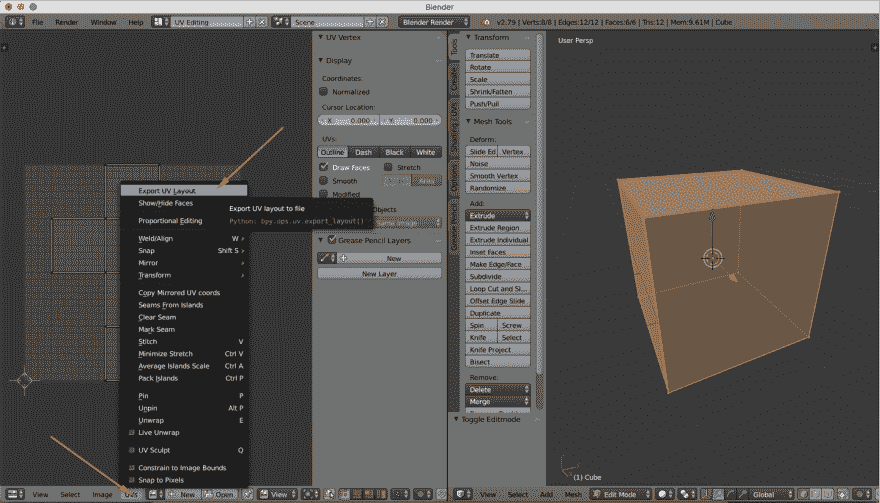 Blender
File Render Window Help UV Editing Scene Blender Render v2.79 | Verts:8/8 | Edges:12/12 | Faces:6/6 | Tris:12 | Mem:9.61M | Cube
UV Vertex
Display
Coordinates:
Normalized
Cursor Location:
X: 0.000 Y: 0.000
UVs:
Outline Dash Black White
Draw Faces Stretch
Smooth Area
Modified
Objects
Grease Pencil Layers
New
New Layer
Export UV Layout
Show/Hide Faces
Proportional Editing
Weld/Align W
Snap Shift S
Mirror
Transform
Copy Mirrored UV coords
Seams From Islands
Clear Seam
Mark Seam
Stitch V
Minimize Stretch Ctrl V
Average Islands Scale Ctrl A
Pack Islands Ctrl P
Pin P
Unpin Alt P
Unwrap E
Live Unwrap
UV Sculpt Q
Constrain to Image Bounds
Snap to Pixels
Export UV layout to file
Python: bpy.ops.uv.export_layout()
Tools
Create
Shading / UVs
Options
Grease Pencil
Transform
Translate
Rotate
Scale
Shrink/Fatten
Push/Pull
Mesh Tools
Deform:
Slide Ed Vertex
Noise
Smooth Vertex
Randomize
Add:
Extrude
Extrude Region
Extrude Individual
Inset Faces
Make Edge/Face
Subdivide
Loop Cut and Sl...
Offset Edge Slide
Duplicate
Spin Screw
Knife Select
Knife Project
Bisect
Remove:
Delete
Merge
Toggle Editmode
User Persp
(1) Cube
View Select Image UVs New Open View
View Select Add Mesh Edit Mode Global